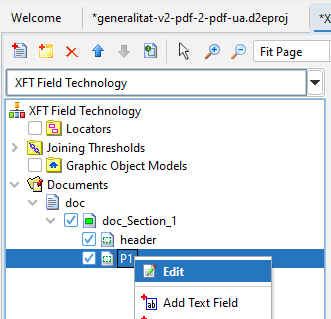 Welcome
*generalitat-v2-pdf-2-pdf-ua.d2eproj
*X
Fit Page
XFT Field Technology
XFT Field Technology
Locators
Joining Thresholds
Graphic Object Models
Documents
doc
doc_Section_1
header
P1
Edit
Add Text Field